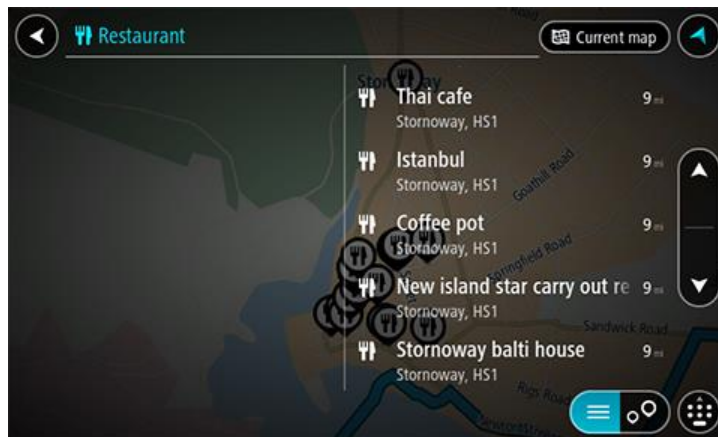 Restaurant
Current map
Thai cafe
9 mi
Stornoway, HS1
Istanbul
9 mi
Stornoway, HS1
Coffee pot
9 mi
Stornoway, HS1
New island star carry out re
9 mi
Stornoway, HS1
Stornoway balti house
9 mi
Stornoway, HS1
Goathill Road
Springfield Road
Sandwick Road
Rigs Road